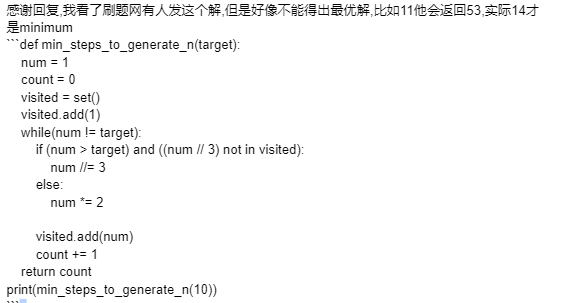 感谢回复,我看了刷题网有人发这个解,但是好像不能得出最优解,比如11他会返回53,实际14才
是minimum
```def min_steps_to_generate_n(target):
    num = 1
    count = 0
    visited = set()
    visited.add(1)
    while(num != target):
        if (num > target) and ((num // 3) not in visited):
            num //= 3
        else:
            num *= 2

        visited.add(num)
        count += 1
    return count
print(min_steps_to_generate_n(10))
```